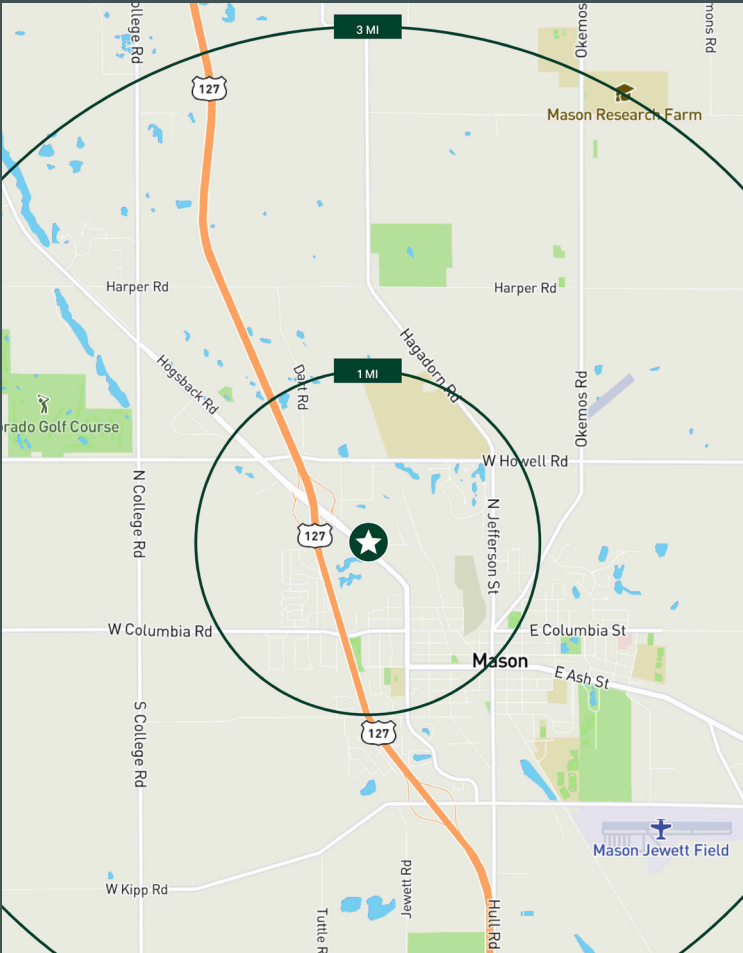 ollege Rd
3 MI
Okemos
mons Rd
127
Mason Research Farm
Harper Rd
Harper Rd
Hagadorn Rd
1 MI
Hogsback Rd
Dart Rd
Okemos Rd
orado Golf Course
W Howell Rd
N College Rd
N Jefferson St
127
W Columbia Rd
E Columbia St
Mason
E Ash St
S College Rd
127
Mason Jewett Field
W Kipp Rd
Jewett Rd
Tuttle R
Hull Rd